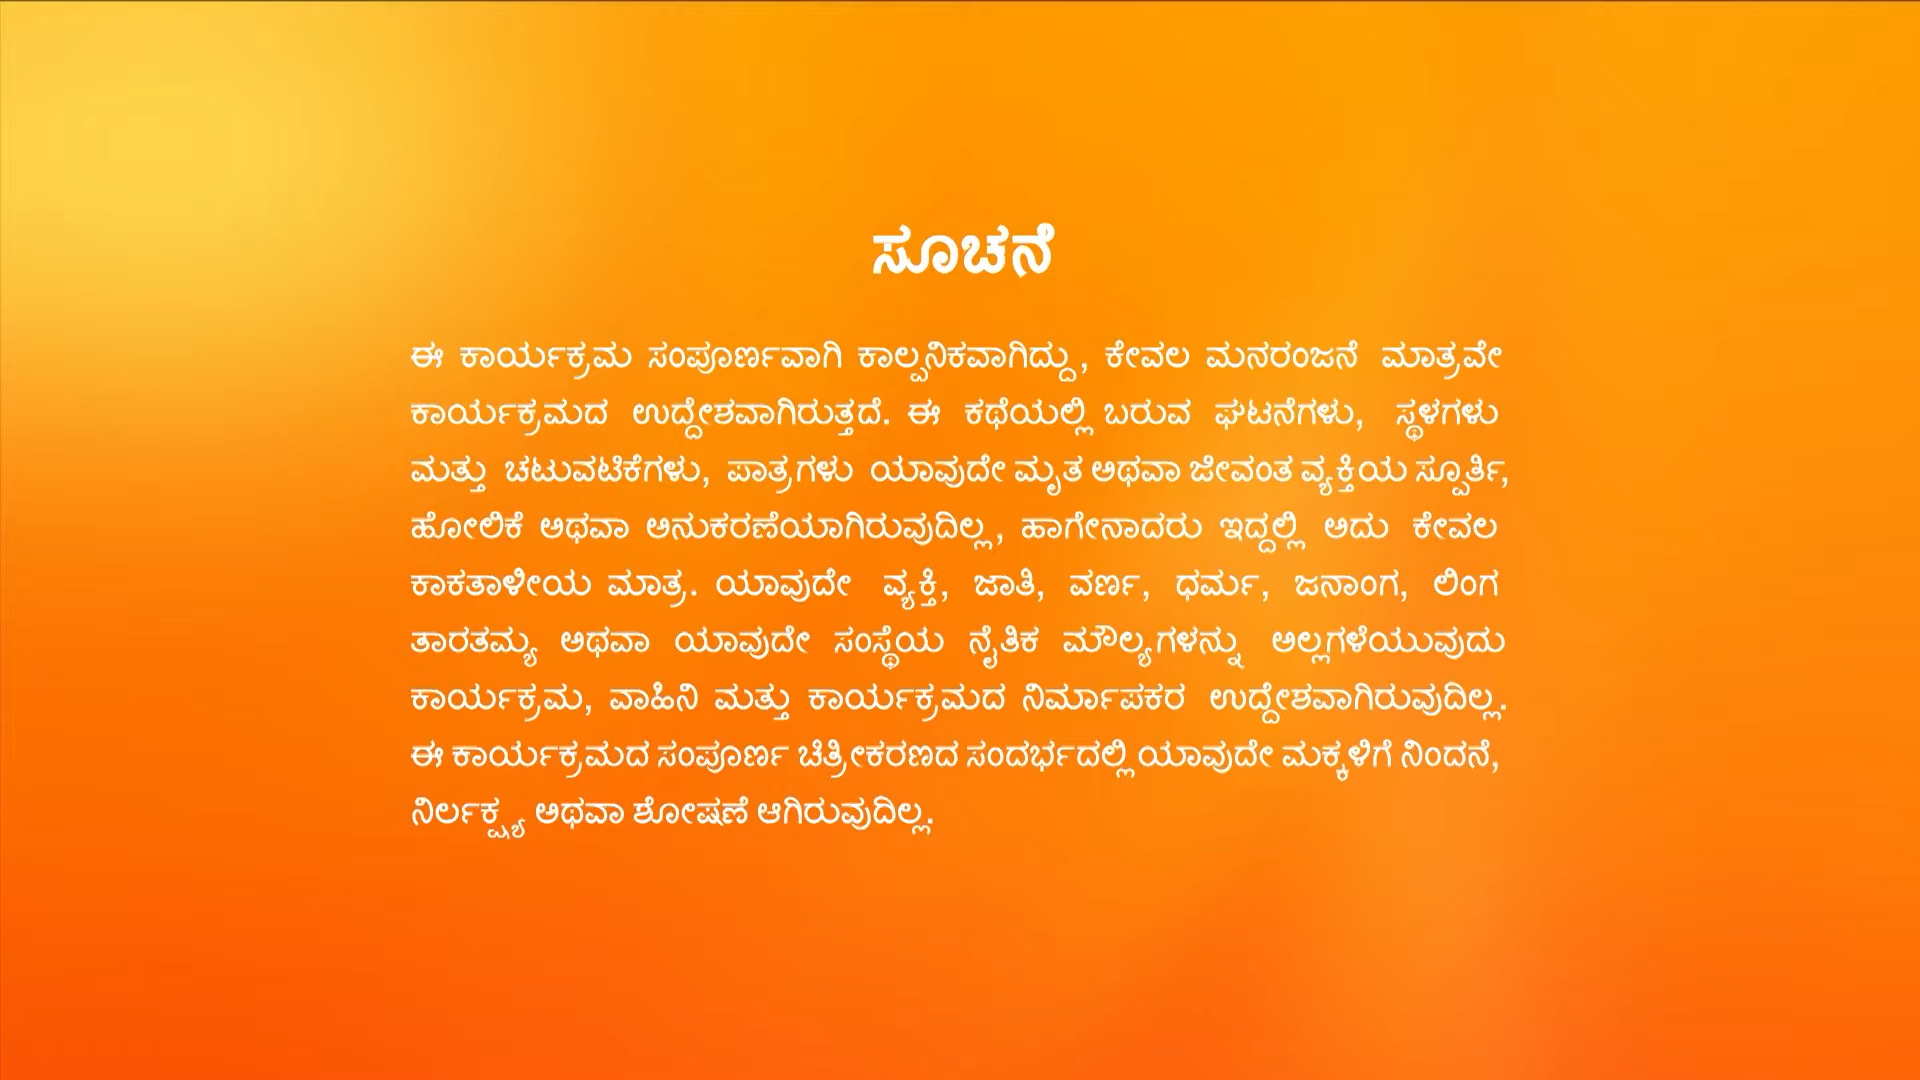 ಸೂಚನೆ
ಈ ಕಾರ್ಯಕ್ರಮ ಸಂಪೂರ್ಣವಾಗಿ ಕಾಲ್ಪನಿಕವಾಗಿದ್ದು, ಕೇವಲ ಮನರಂಜನೆ ಮಾತ್ರವೇ
ಕಾರ್ಯಕ್ರಮದ ಉದ್ದೇಶವಾಗಿರುತ್ತದೆ. ಈ ಕಥೆಯಲ್ಲಿ ಬರುವ ಘಟನೆಗಳು, ಸ್ಥಳಗಳು
ಮತ್ತು ಚಟುವಟಿಕೆಗಳು, ಪಾತ್ರಗಳು ಯಾವುದೇ ಮೃತ ಅಥವಾ ಜೀವಂತ ವ್ಯಕ್ತಿಯ ಸ್ಪೂರ್ತಿ,
ಹೋಲಿಕೆ ಅಥವಾ ಅನುಕರಣೆಯಾಗಿರುವುದಿಲ್ಲ, ಹಾಗೇನಾದರು ಇದ್ದಲ್ಲಿ ಅದು ಕೇವಲ
ಕಾಕತಾಳೀಯ ಮಾತ್ರ. ಯಾವುದೇ ವ್ಯಕ್ತಿ, ಜಾತಿ, ವರ್ಣ, ಧರ್ಮ, ಜನಾಂಗ, ಲಿಂಗ
ತಾರತಮ್ಯ ಅಥವಾ ಯಾವುದೇ ಸಂಸ್ಥೆಯ ನೈತಿಕ ಮೌಲ್ಯಗಳನ್ನು ಅಲ್ಲಗಳೆಯುವುದು
ಕಾರ್ಯಕ್ರಮ, ವಾಹಿನಿ ಮತ್ತು ಕಾರ್ಯಕ್ರಮದ ನಿರ್ಮಾಪಕರ ಉದ್ದೇಶವಾಗಿರುವುದಿಲ್ಲ.
ಈ ಕಾರ್ಯಕ್ರಮದ ಸಂಪೂರ್ಣ ಚಿತ್ರೀಕರಣದ ಸಂದರ್ಭದಲ್ಲಿ ಯಾವುದೇ ಮಕ್ಕಳಿಗೆ ನಿಂದನೆ,
ನಿರ್ಲಕ್ಷ್ಯ ಅಥವಾ ಶೋಷಣೆ ಆಗಿರುವುದಿಲ್ಲ.